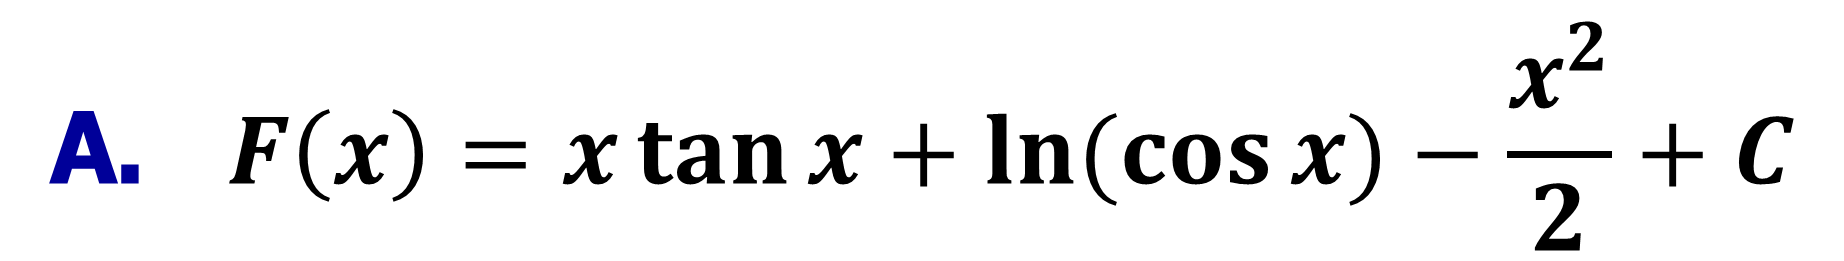 A. F(x) = x tan x + ln(cos x) − x²/2 + C